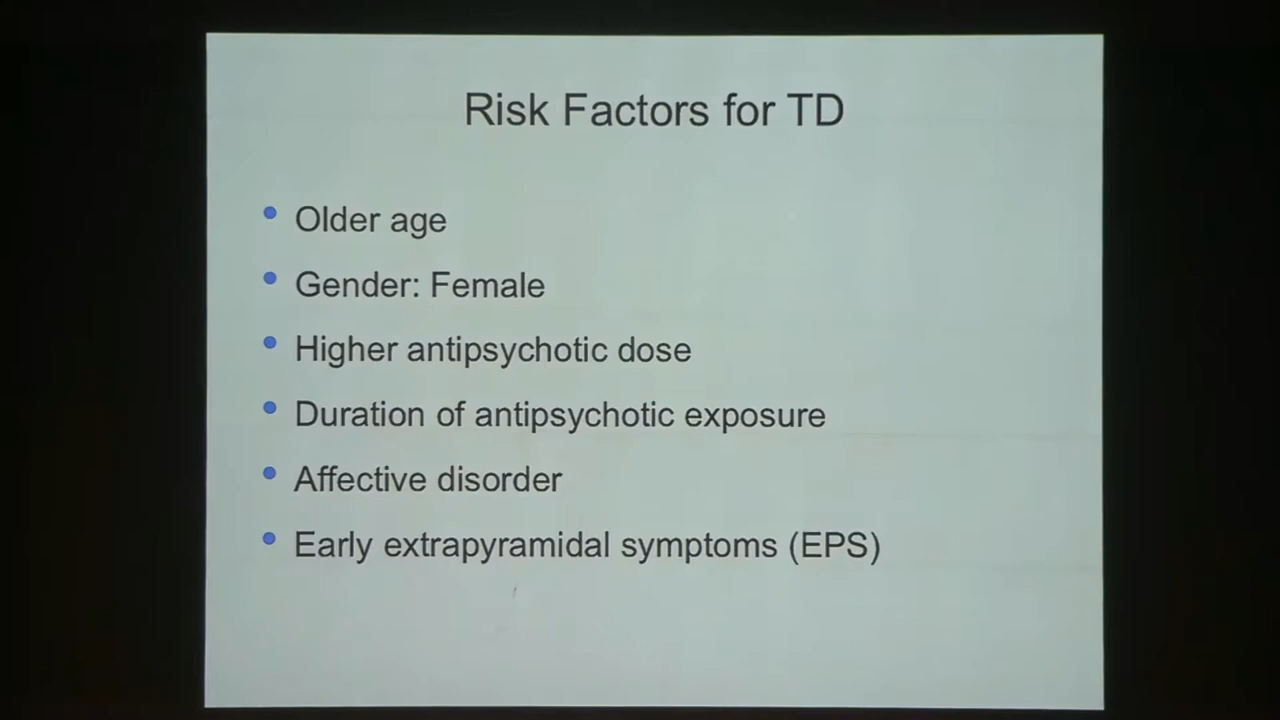 Risk Factors for TD
• Older age
• Gender: Female
• Higher antipsychotic dose
• Duration of antipsychotic exposure
• Affective disorder
• Early extrapyramidal symptoms (EPS)